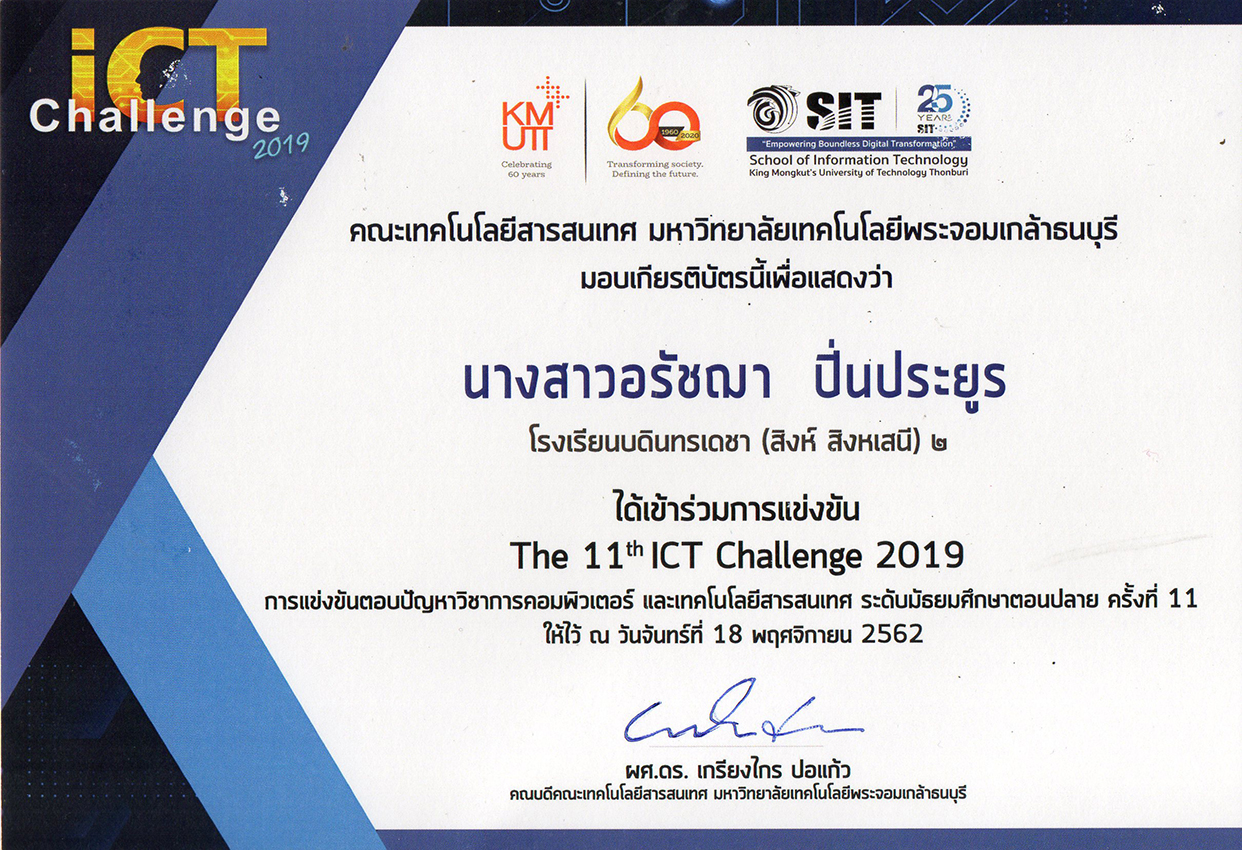 iCT
Challenge
2019
KM
UTT
Celebrating
60 years
60
1960 2020
Transforming society.
Defining the future.
SIT
25
YEARS
SIT
"Empowering Boundless Digital Transformation"
School of Information Technology
King Mongkut's University of Technology Thonburi
คณะเทคโนโลยีสารสนเทศ มหาวิทยาลัยเทคโนโลยีพระจอมเกล้าธนบุรี
มอบเกียรติบัตรนี้เพื่อแสดงว่า
นางสาวอรัชฌา ปิ่นประยูร
โรงเรียนบดินทรเดชา (สิงห์ สิงหเสนี) ๒
ได้เข้าร่วมการแข่งขัน
The 11th ICT Challenge 2019
การแข่งขันตอบปัญหาวิชาการคอมพิวเตอร์ และเทคโนโลยีสารสนเทศ ระดับมัธยมศึกษาตอนปลาย ครั้งที่ 11
ให้ไว้ ณ วันจันทร์ที่ 18 พฤศจิกายน 2562
ผศ.ดร. เกรียงไกร ปอแก้ว
คณบดีคณะเทคโนโลยีสารสนเทศ มหาวิทยาลัยเทคโนโลยีพระจอมเกล้าธนบุรี